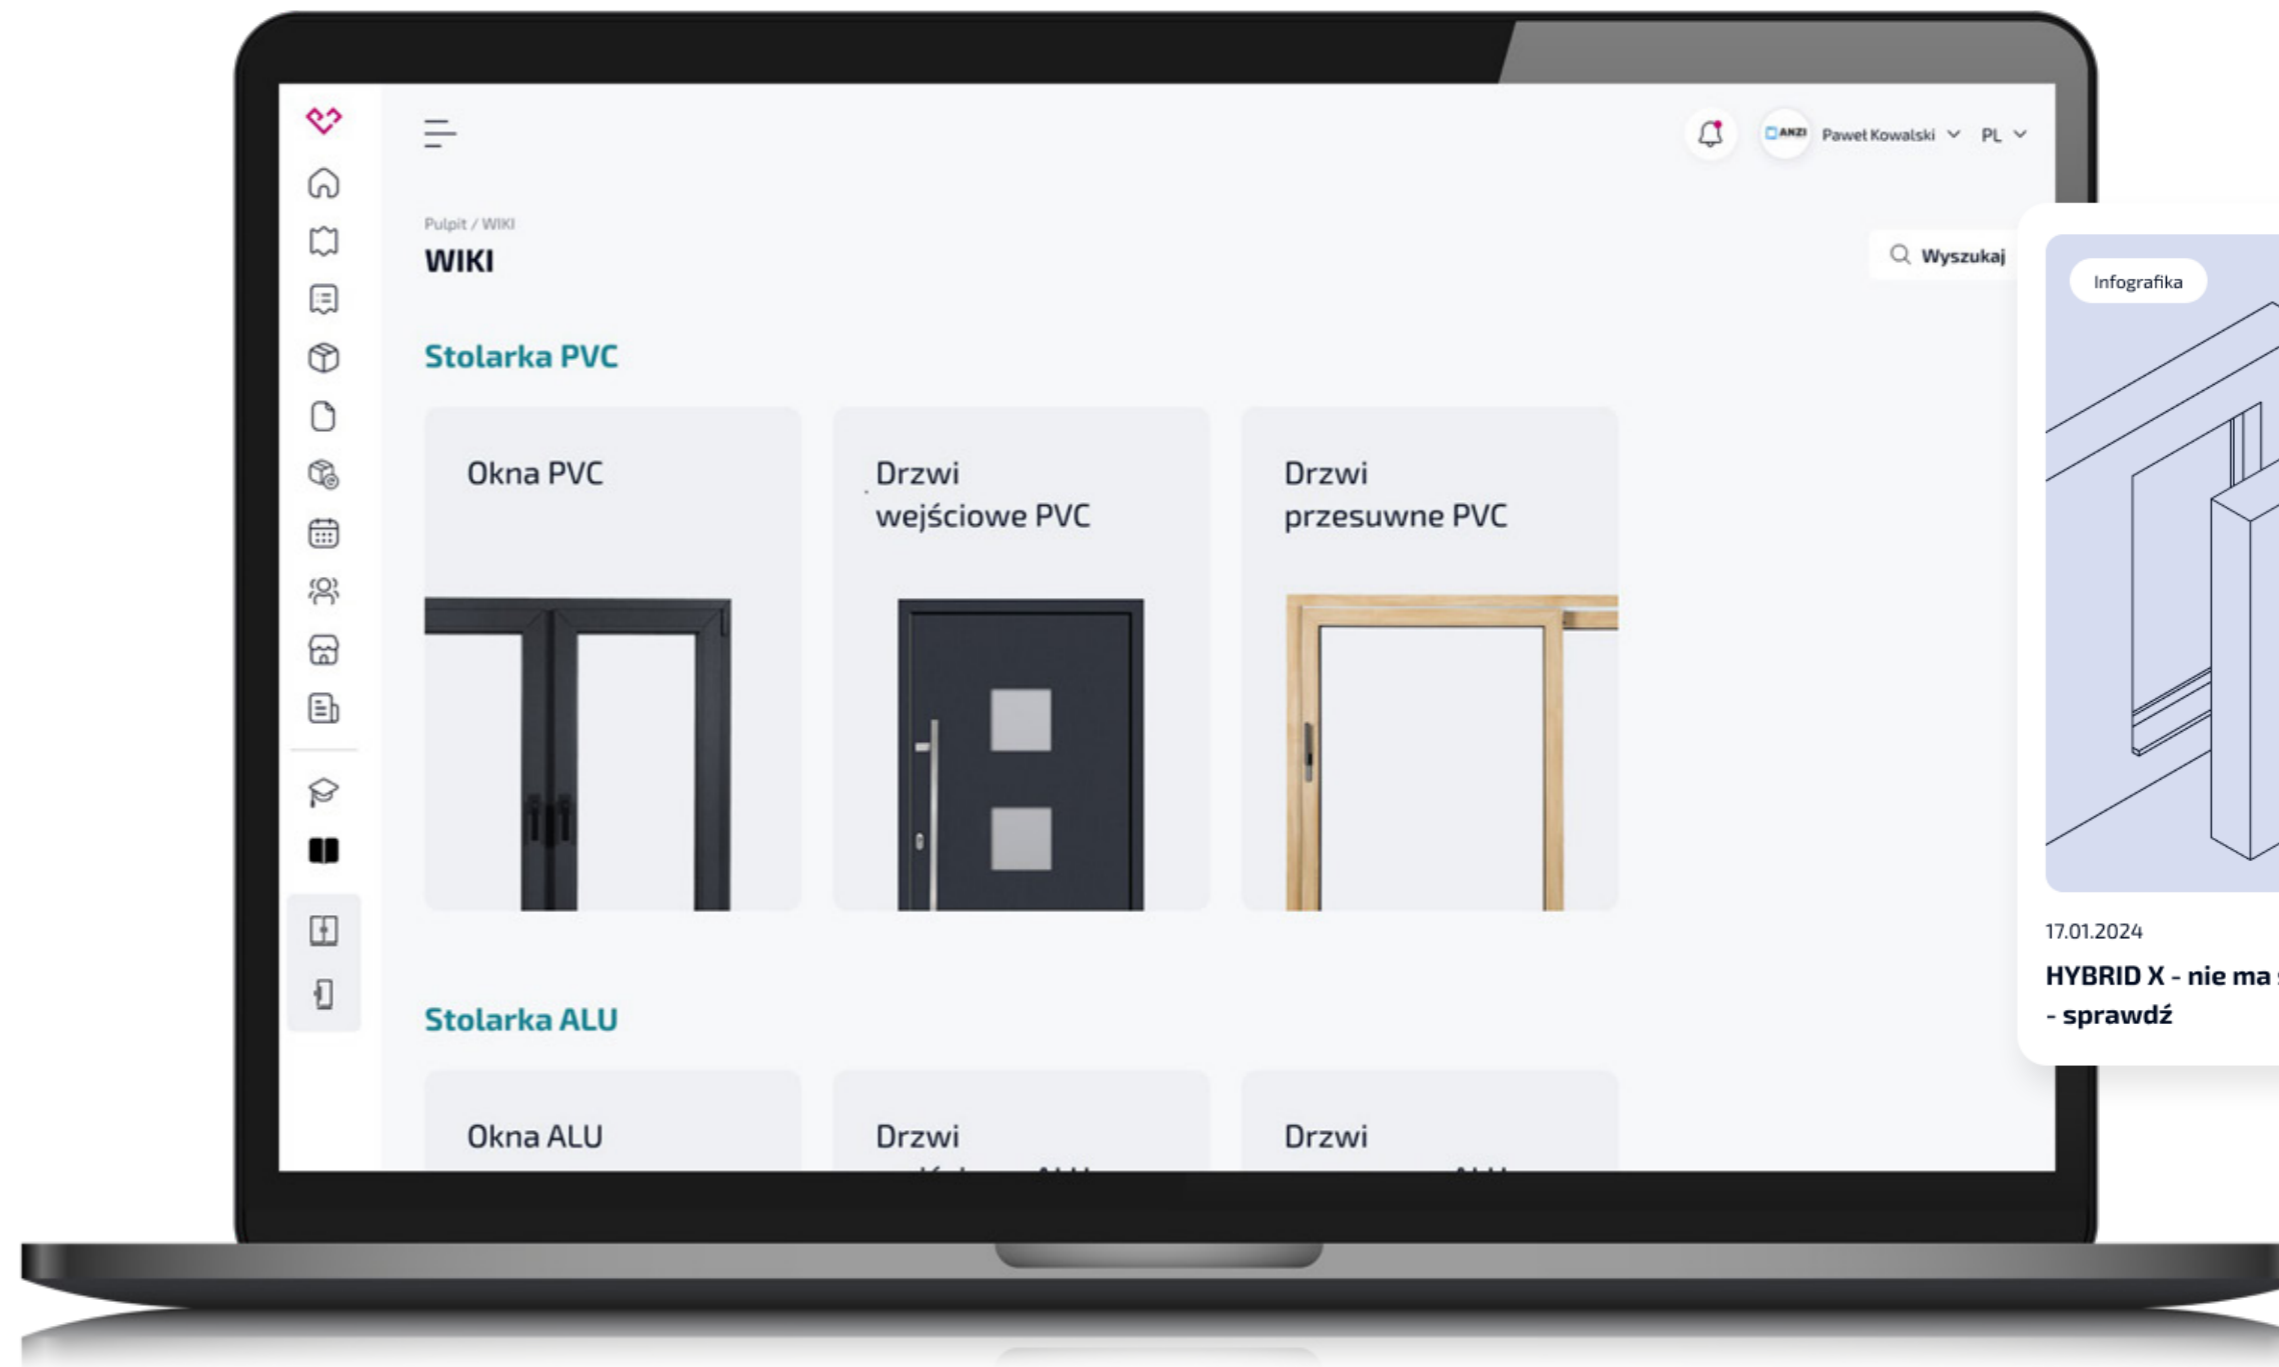 ANZI
Paweł Kowalski
PL
Pulpit / WIKI
WIKI
Wyszukaj
Stolarka PVC
Okna PVC
Drzwi
wejściowe PVC
Drzwi
przesuwne PVC
Stolarka ALU
Okna ALU
Drzwi
Drzwi
Infografika
17.01.2024
HYBRID X - nie ma
- sprawdź